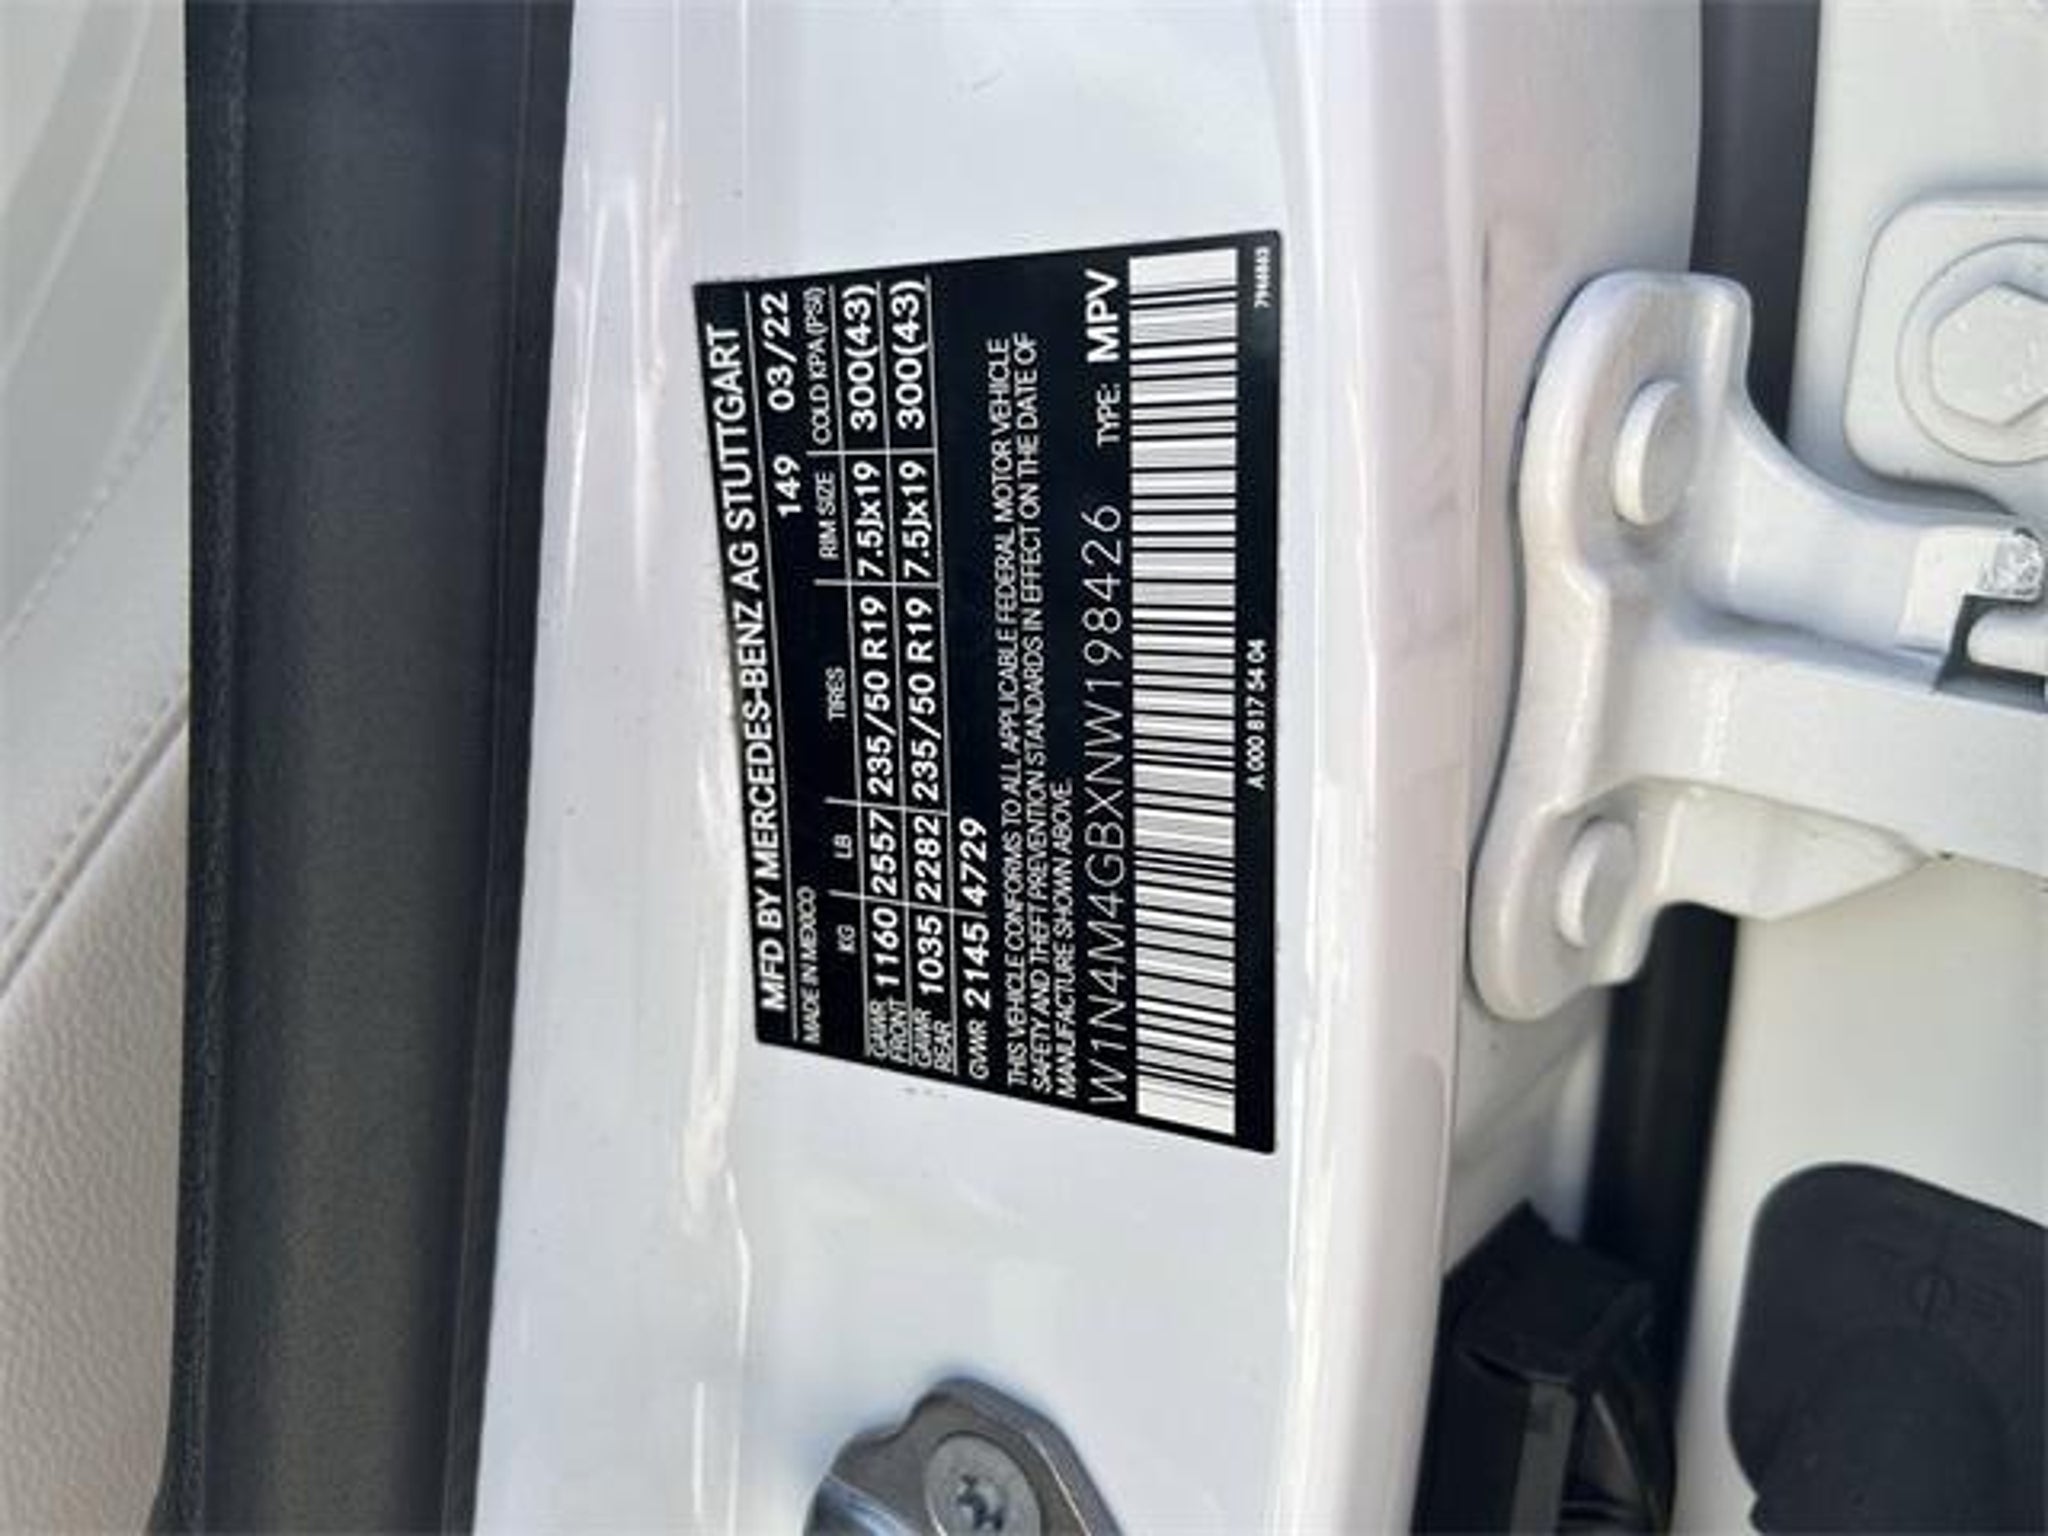 MFD BY MERCEDES-BENZ AG STUTTGART
MADE IN MEXICO 149 03/22
KG LB TIRES RIM SIZE COLD KPA(PSI)
GAWR FRONT 1160 2557 235/50 R19 7.5Jx19 300(43)
GAWR REAR 1035 2282 235/50 R19 7.5Jx19 300(43)
GVWR 2145 4729
THIS VEHICLE CONFORMS TO ALL APPLICABLE FEDERAL MOTOR VEHICLE
SAFETY AND THEFT PREVENTION STANDARDS IN EFFECT ON THE DATE OF
MANUFACTURE SHOWN ABOVE.
W1N4M4GBXNW198426 TYPE: MPV
A 000 817 54 04